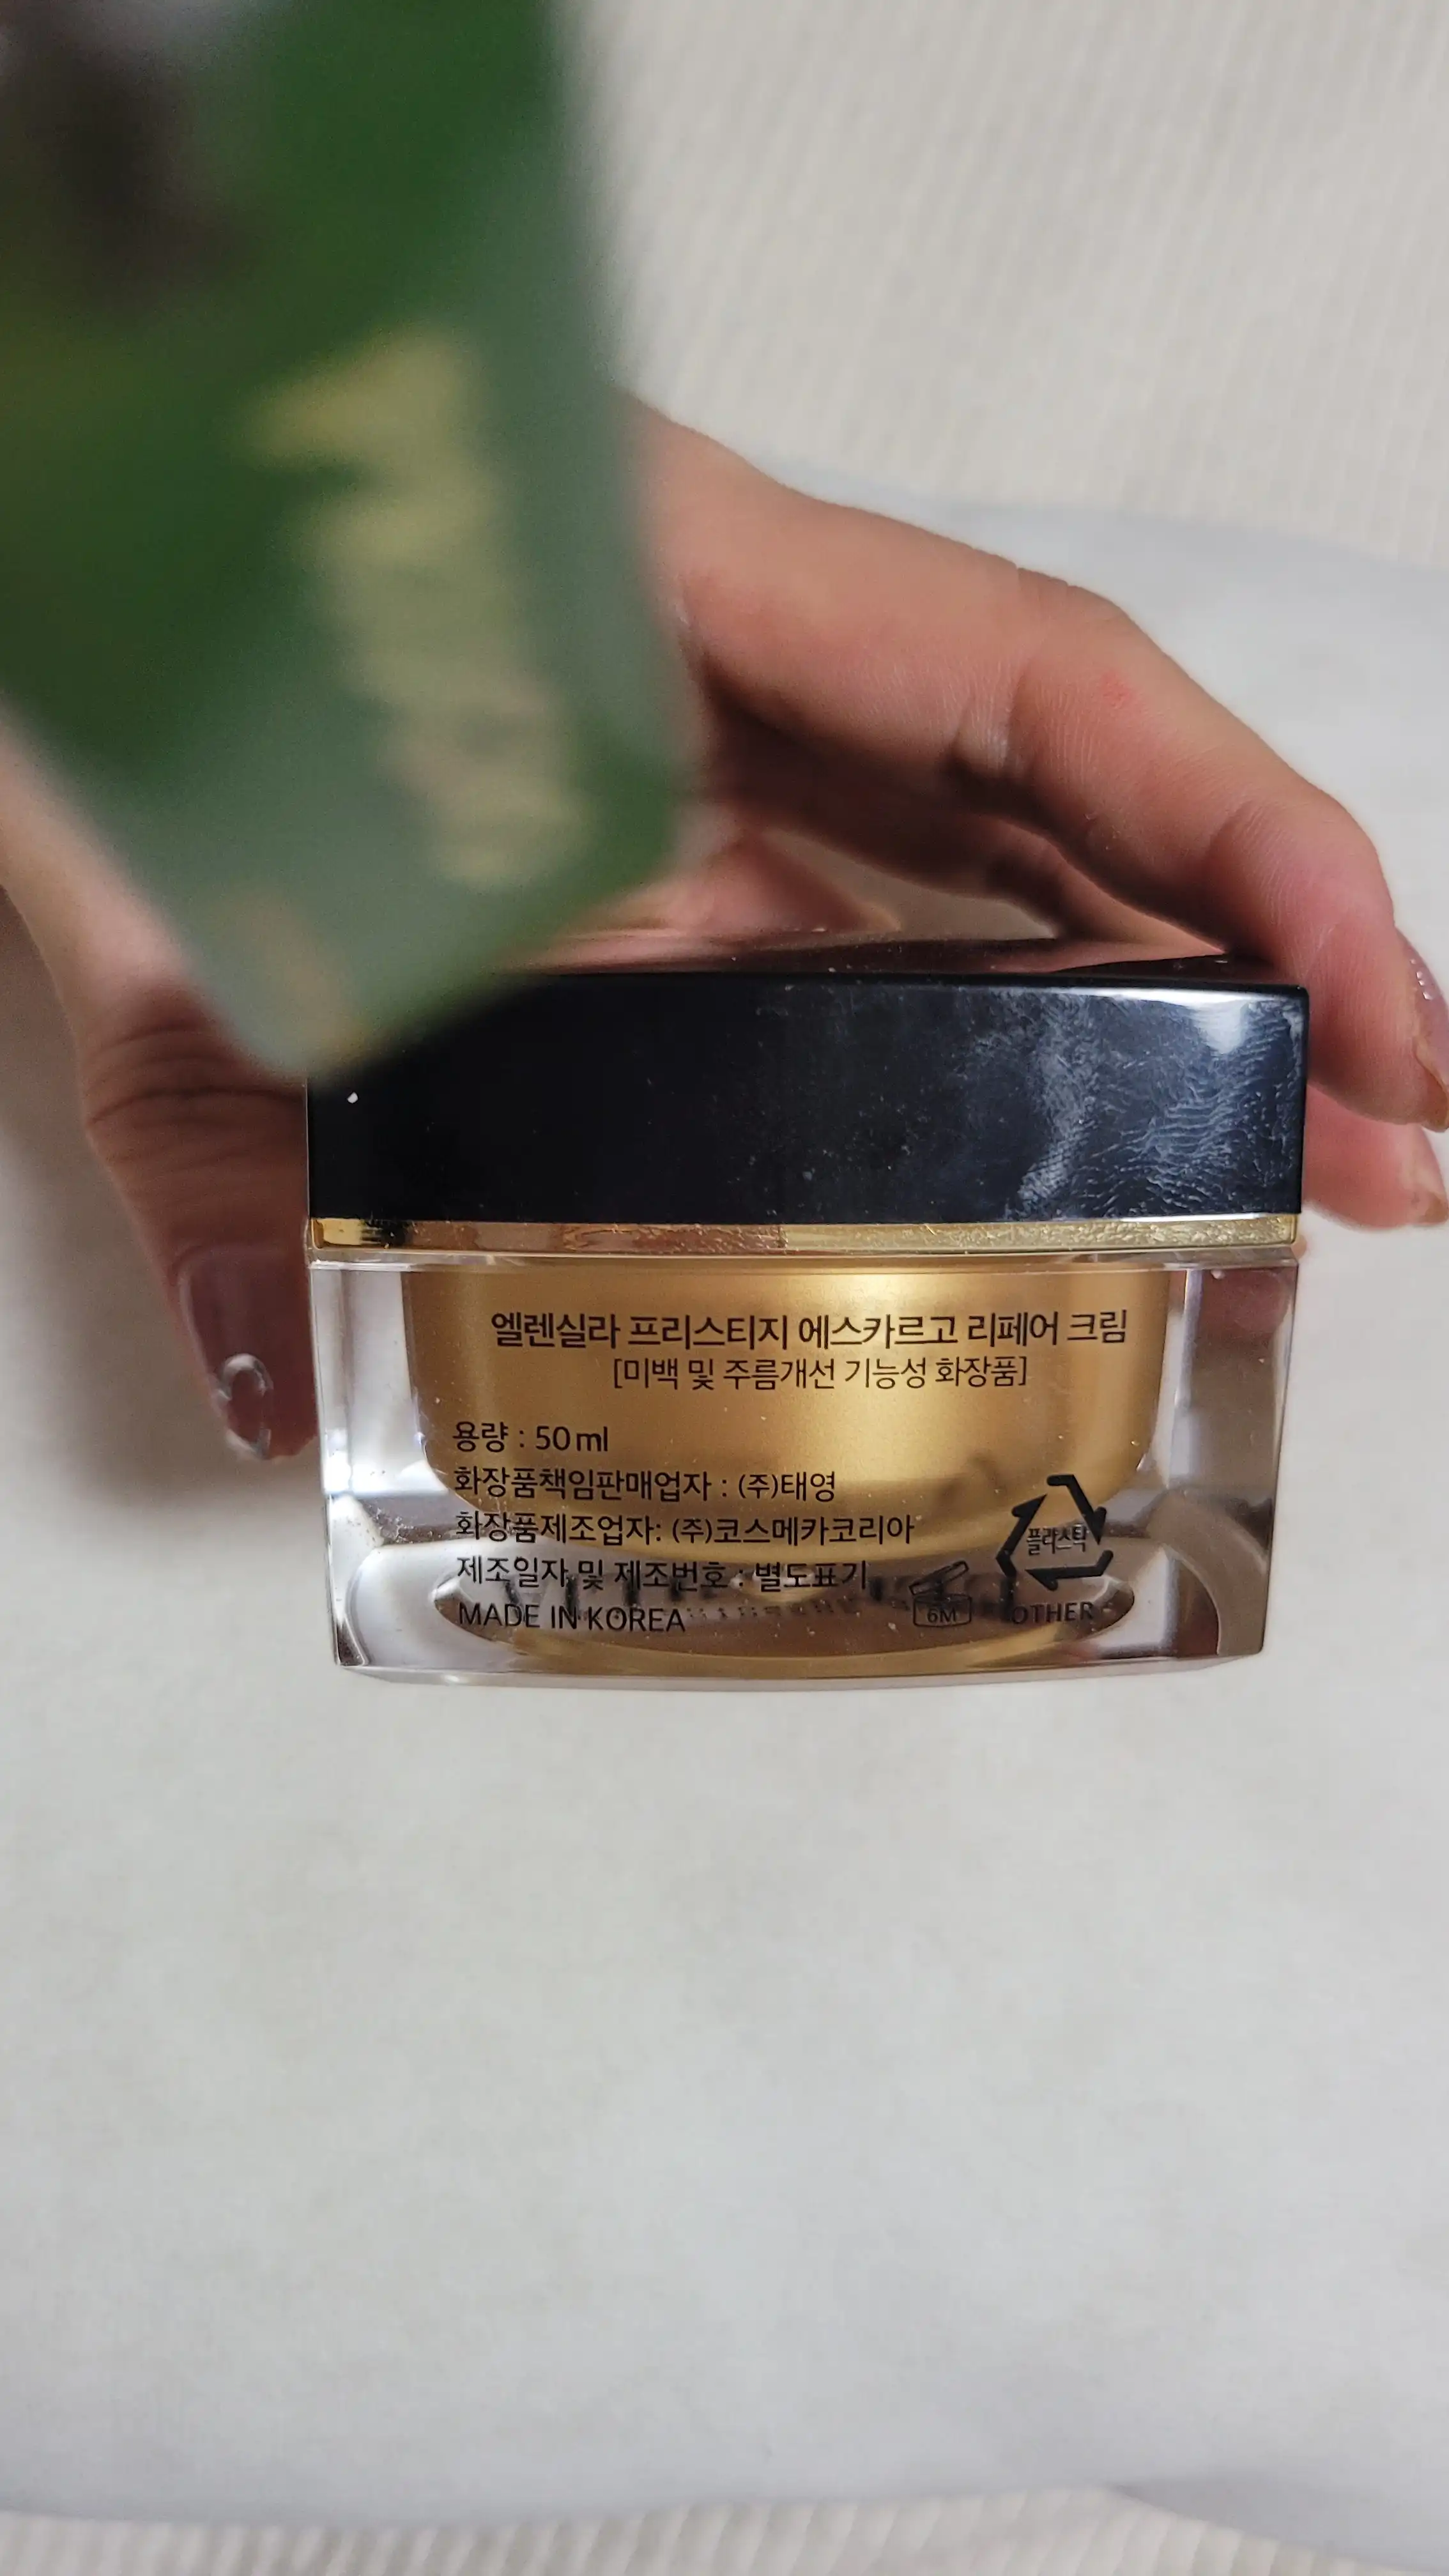 엘렌실라 프리스티지 에스카르고 리페어 크림
[미백 및 주름개선 기능성 화장품]
용량 : 50ml
화장품책임판매업자 : (주)태영
화장품제조업자: (주)코스메카코리아
제조일자 및 제조번호 : 별도표기
MADE IN KOREA
6M
플라스틱
OTHER